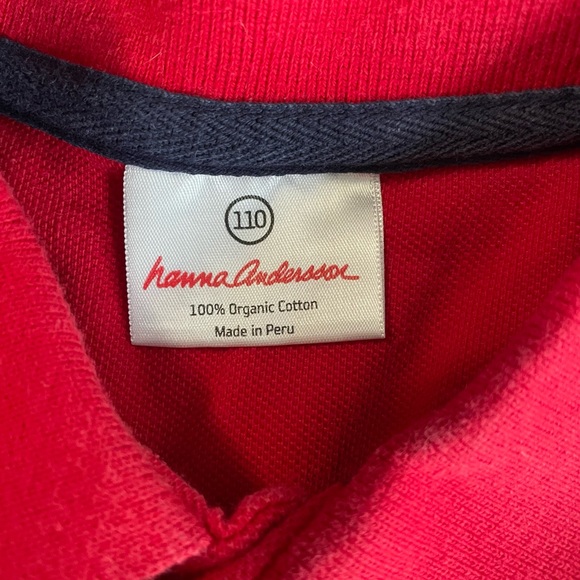 110
hanna andersson
100% Organic Cotton
Made in Peru